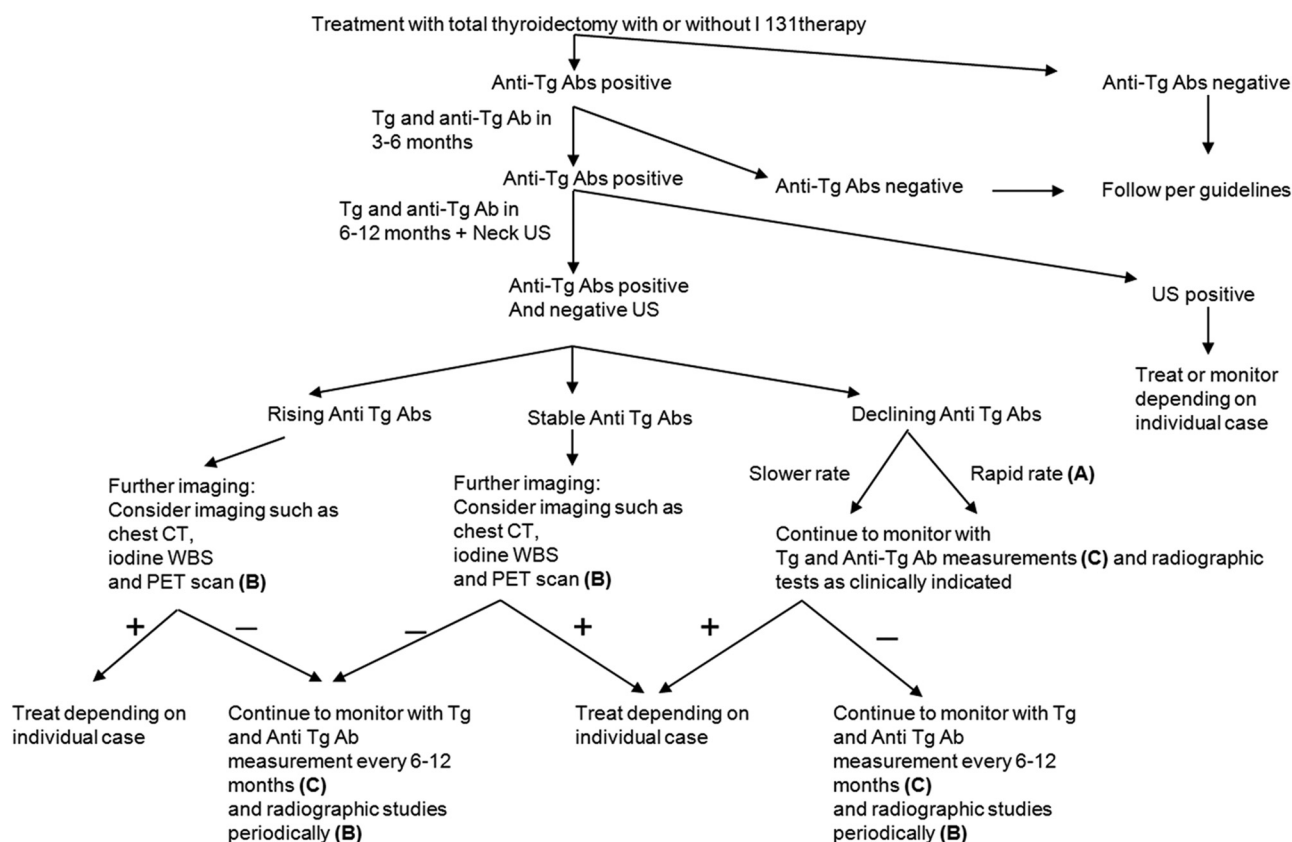 Treatment with total thyroidectomy with or without I 131therapy
Anti-Tg Abs positive
Anti-Tg Abs negative
Tg and anti-Tg Ab in
3-6 months
Anti-Tg Abs positive
Anti-Tg Abs negative
Follow per guidelines
Tg and anti-Tg Ab in
6-12 months + Neck US
Anti-Tg Abs positive
And negative US
US positive
Treat or monitor
depending on
individual case
Rising Anti Tg Abs
Stable Anti Tg Abs
Declining Anti Tg Abs
Slower rate
Rapid rate (A)
Further imaging:
Consider imaging such as
chest CT,
iodine WBS
and PET scan (B)
Further imaging:
Consider imaging such as
chest CT,
iodine WBS
and PET scan (B)
Continue to monitor with
Tg and Anti-Tg Ab measurements (C) and radiographic
tests as clinically indicated
+
—
—
+
+
—
Treat depending on
individual case
Continue to monitor with Tg
and Anti Tg Ab
measurement every 6-12
months (C)
and radiographic studies
periodically (B)
Treat depending on
individual case
Continue to monitor with Tg
and Anti Tg Ab
measurement every 6-12
months (C)
and radiographic studies
periodically (B)